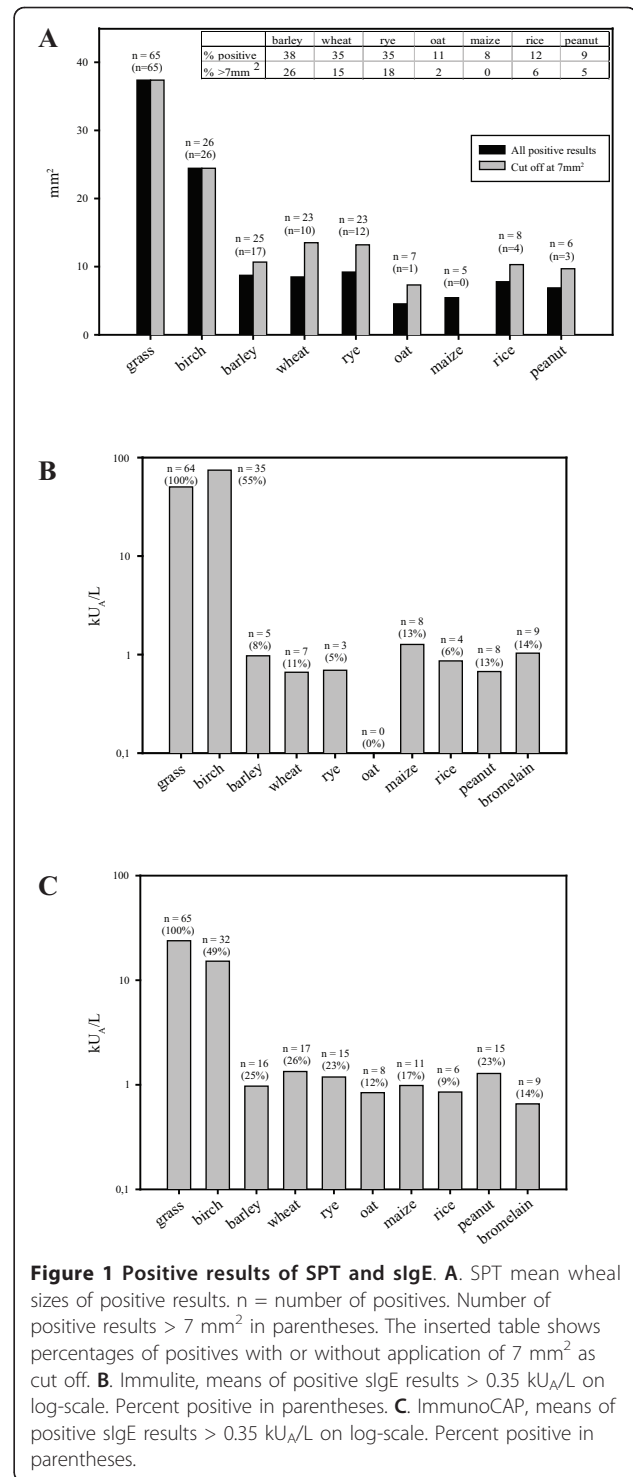 A
barley wheat rye oat maize rice peanut
% positive 38 35 35 11 8 12 9
% >7mm 2 26 15 18 2 0 6 5
All positive results
Cut off at 7mm²
mm²
40
30
20
10
0
n = 65
(n=65)
n = 26
(n=26)
n = 25
(n=17)
n = 23
(n=10)
n = 23
(n=12)
n = 7
(n=1)
n = 5
(n=0)
n = 8
(n=4)
n = 6
(n=3)
grass birch barley wheat rye oat maize rice peanut
B
kU_A/L
100
10
1
0,1
n = 64
(100%)
n = 35
(55%)
n = 5
(8%)
n = 7
(11%)
n = 3
(5%)
n = 0
(0%)
n = 8
(13%)
n = 4
(6%)
n = 8
(13%)
n = 9
(14%)
grass birch barley wheat rye oat maize rice peanut bromelain
C
kU_A/L
100
10
1
0,1
n = 65
(100%)
n = 32
(49%)
n = 16
(25%)
n = 17
(26%)
n = 15
(23%)
n = 8
(12%)
n = 11
(17%)
n = 6
(9%)
n = 15
(23%)
n = 9
(14%)
grass birch barley wheat rye oat maize rice peanut bromelain
Figure 1 Positive results of SPT and sIgE. A. SPT mean wheal
sizes of positive results. n = number of positives. Number of
positive results > 7 mm² in parentheses. The inserted table shows
percentages of positives with or without application of 7 mm² as
cut off. B. Immulite, means of positive sIgE results > 0.35 kU_A/L on
log-scale. Percent positive in parentheses. C. ImmunoCAP, means of
positive sIgE results > 0.35 kU_A/L on log-scale. Percent positive in
parentheses.